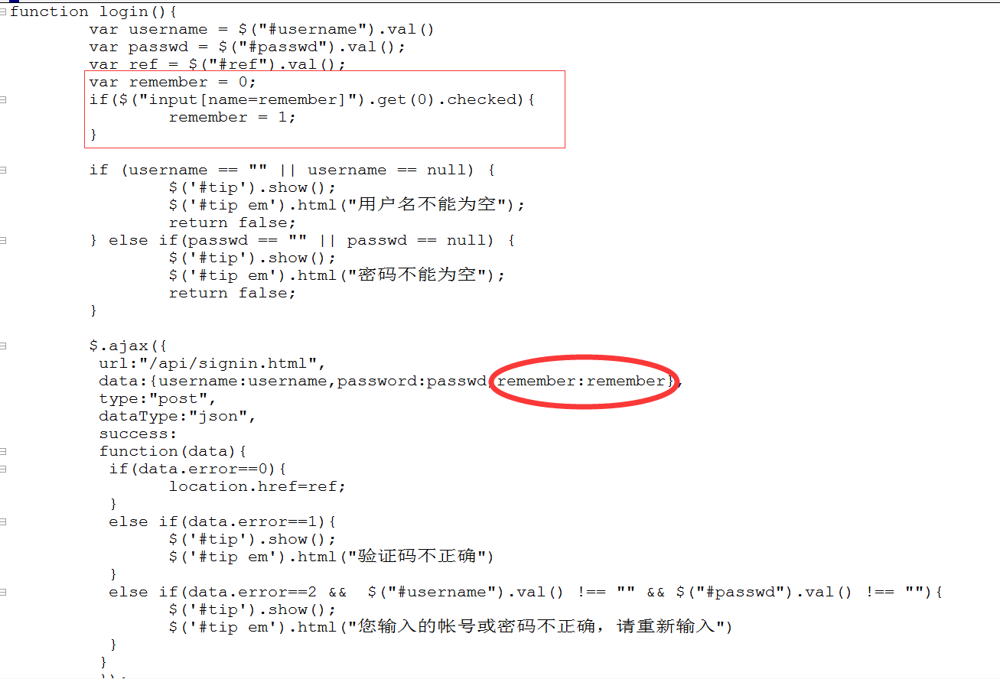 function login(){
var username = $("#username").val()
var passwd = $("#passwd").val();
var ref = $("#ref").val();
var remember = 0;
if($("input[name=remember]").get(0).checked){
remember = 1;
}
if (username == "" || username == null) {
$('#tip').show();
$('#tip em').html("用户名不能为空");
return false;
} else if(passwd == "" || passwd == null) {
$('#tip').show();
$('#tip em').html("密码不能为空");
return false;
}
$.ajax({
url:"/api/signin.html",
data:{username:username,password:passwd,remember:remember},
type:"post",
dataType:"json",
success:
function(data){
if(data.error==0){
location.href=ref;
}
else if(data.error==1){
$('#tip').show();
$('#tip em').html("验证码不正确")
}
else if(data.error==2 &&  $("#username").val() !== "" && $("#passwd").val() !== ""){
$('#tip').show();
$('#tip em').html("您输入的帐号或密码不正确，请重新输入")
}
}
});